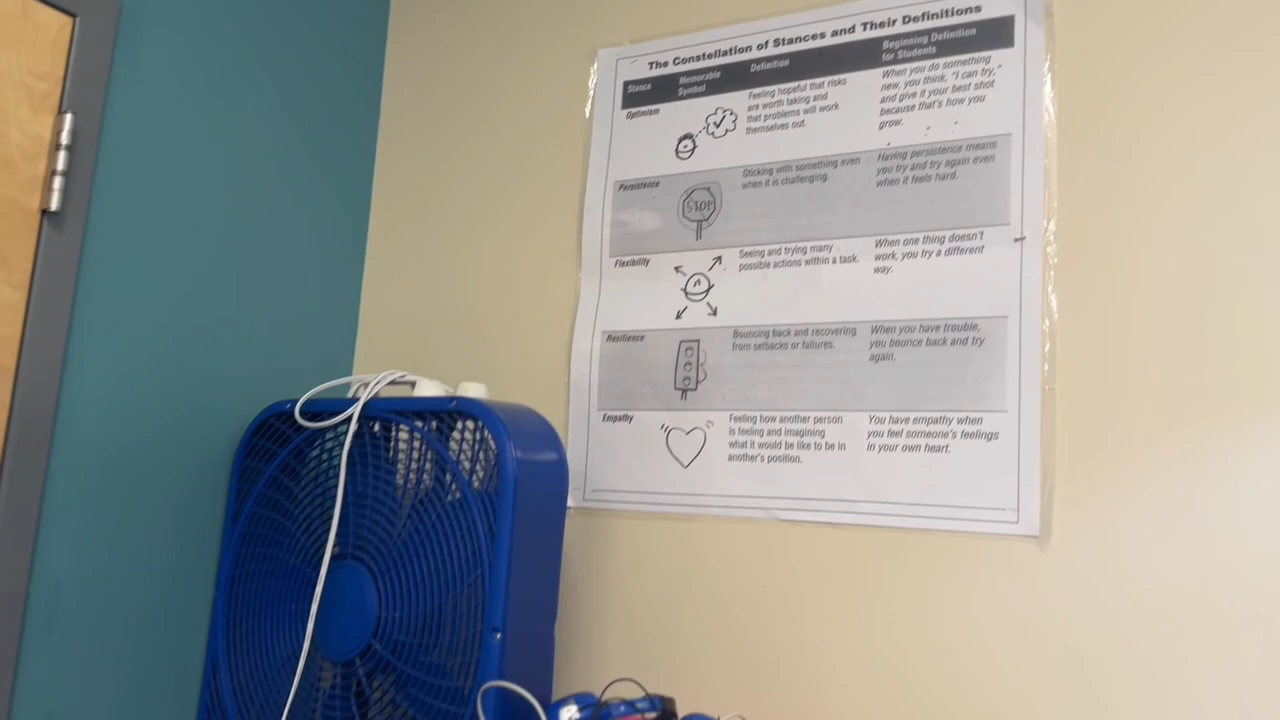 The Constellation of Stances and Their Definitions
Stance
Memorable
Symbol
Definition
Beginning Definition
for Students
Optimism
Feeling hopeful that risks
are worth taking and
that problems will work
themselves out.
When you do something
new, you think, "I can try,"
and give it your best shot
because that's how you
grow.
Persistence
STOP
Sticking with something even
when it is challenging.
Having persistence means
you try and try again even
when it feels hard.
Flexibility
Seeing and trying many
possible actions within a task.
When one thing doesn't
work, you try a different
way.
Resilience
Bouncing back and recovering
from setbacks or failures.
When you have trouble,
you bounce back and try
again.
Empathy
Feeling how another person
is feeling and imagining
what it would be like to be in
another's position.
You have empathy when
you feel someone's feelings
in your own heart.